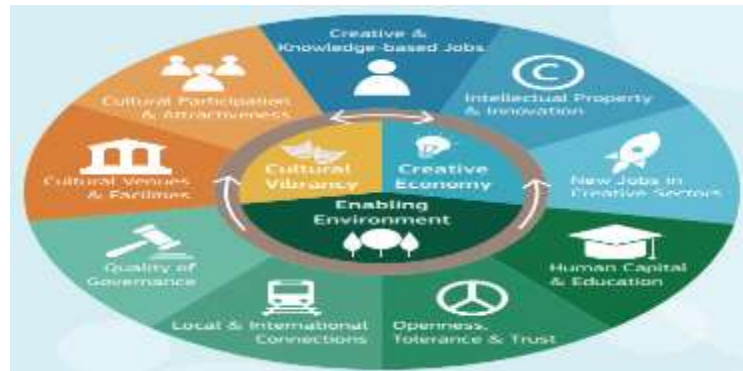 Creative &
Knowledge-based Jobs
Intellectual Property
& Innovation
New Jobs in
Creative Sectors
Human Capital
& Education
Openness,
Tolerance & Trust
Local & International
Connections
Quality of
Governance
Cultural Venues
& Facilities
Cultural Participation
& Attractiveness
Cultural
Vibrancy
Creative
Economy
Enabling
Environment